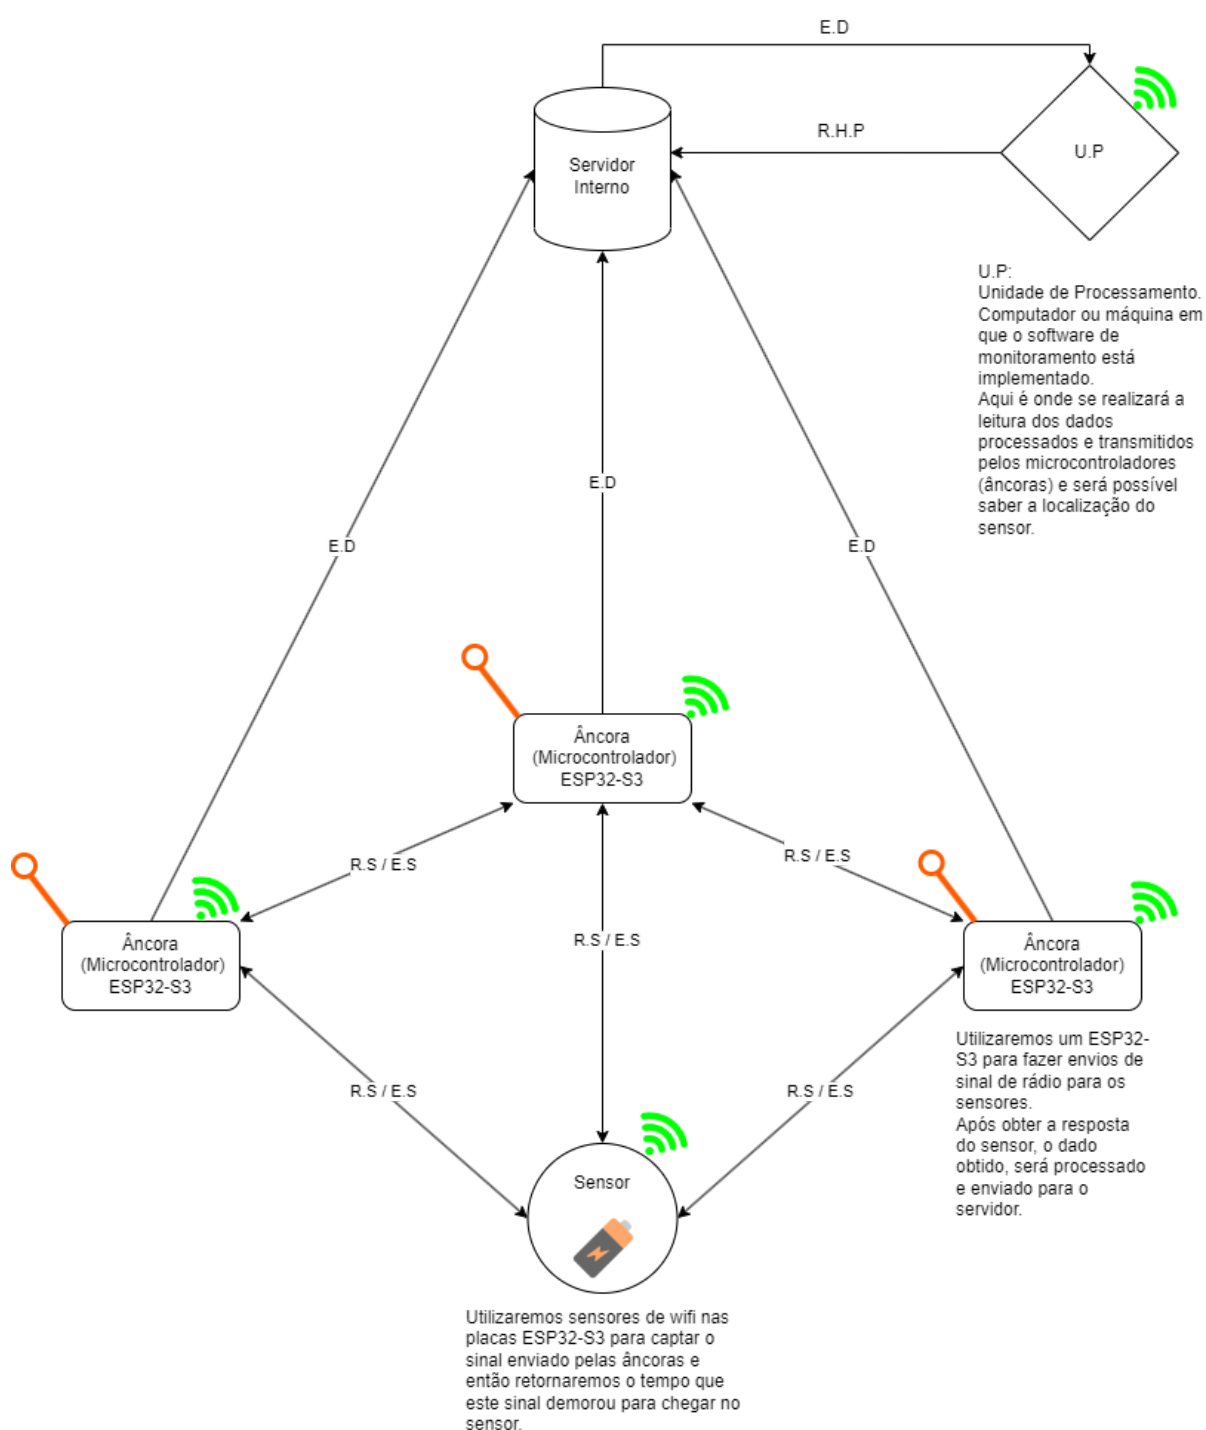 E.D
R.H.P
Servidor
Interno
U.P
U.P:
Unidade de Processamento.
Computador ou máquina em
que o software de
monitoramento está
implementado.
Aqui é onde se realizará a
leitura dos dados
processados e transmitidos
pelos microcontroladores
(âncoras) e será possível
saber a localização do
sensor.
E.D
E.D
E.D
Âncora
(Microcontrolador)
ESP32-S3
R.S / E.S
R.S / E.S
R.S / E.S
Âncora
(Microcontrolador)
ESP32-S3
Âncora
(Microcontrolador)
ESP32-S3
Utilizaremos um ESP32-
S3 para fazer envios de
sinal de rádio para os
sensores.
Após obter a resposta
do sensor, o dado
obtido, será processado
e enviado para o
servidor.
R.S / E.S
R.S / E.S
Sensor
Utilizaremos sensores de wifi nas
placas ESP32-S3 para captar o
sinal enviado pelas âncoras e
então retornaremos o tempo que
este sinal demorou para chegar no
sensor.